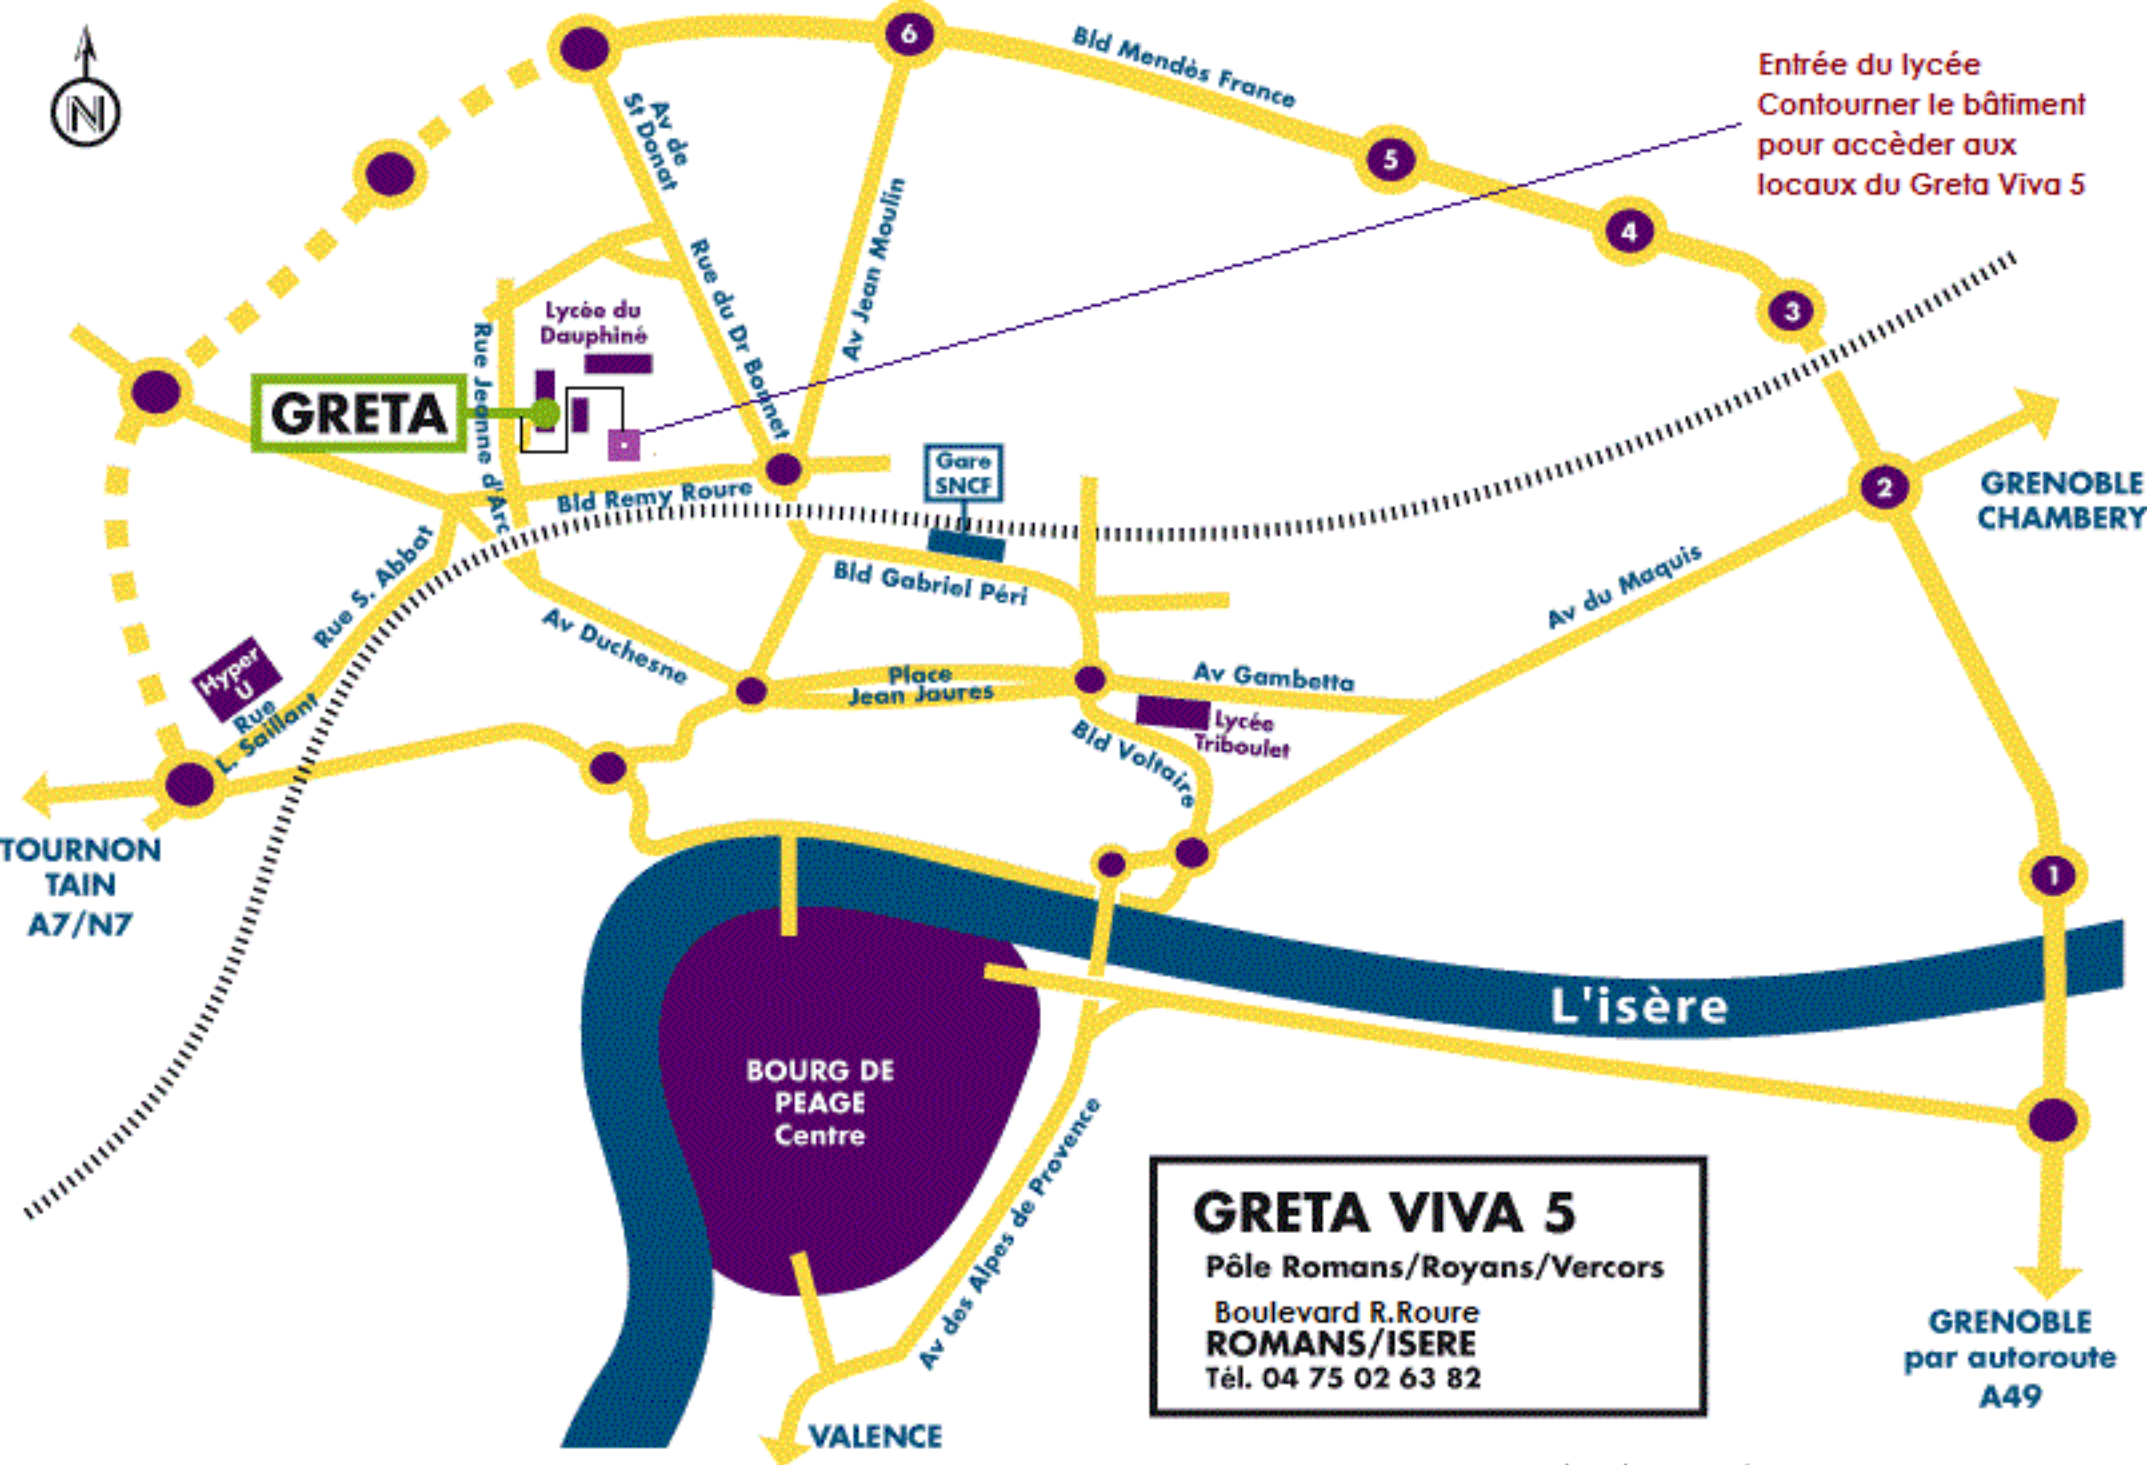 N
6
Bld Mendès France
Entrée du lycée
Contourner le bâtiment
pour accèder aux
locaux du Greta Viva 5
5
4
3
2
1
Av de
St Donat
Av Jean Moulin
Rue du Dr Bonnet
Lycée du
Dauphiné
GRETA
Rue Jeanne d'Arc
Bld Remy Roure
Gare
SNCF
GRENOBLE
CHAMBERY
Rue S. Abbat
Bld Gabriel Péri
Av du Maquis
Av Duchesne
Hyper
U
Rue
L. Saillant
Place
Jean Jaures
Av Gambetta
Lycée
Triboulet
Bld Voltaire
TOURNON
TAIN
A7/N7
L'isère
BOURG DE
PEAGE
Centre
Av des Alpes de Provence
GRETA VIVA 5
Pôle Romans/Royans/Vercors
Boulevard R.Roure
ROMANS/ISERE
Tél. 04 75 02 63 82
GRENOBLE
par autoroute
A49
VALENCE